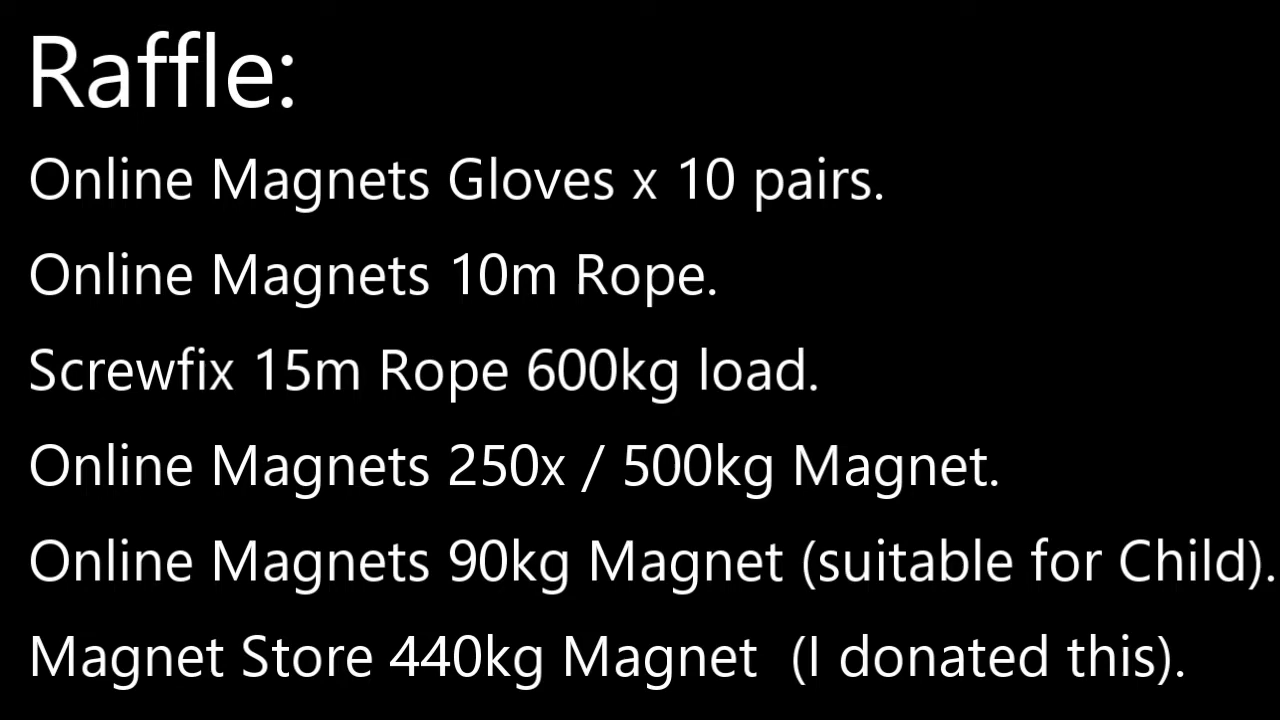 Raffle:
Online Magnets Gloves x 10 pairs.
Online Magnets 10m Rope.
Screwfix 15m Rope 600kg load.
Online Magnets 250x / 500kg Magnet.
Online Magnets 90kg Magnet (suitable for Child).
Magnet Store 440kg Magnet  (I donated this).